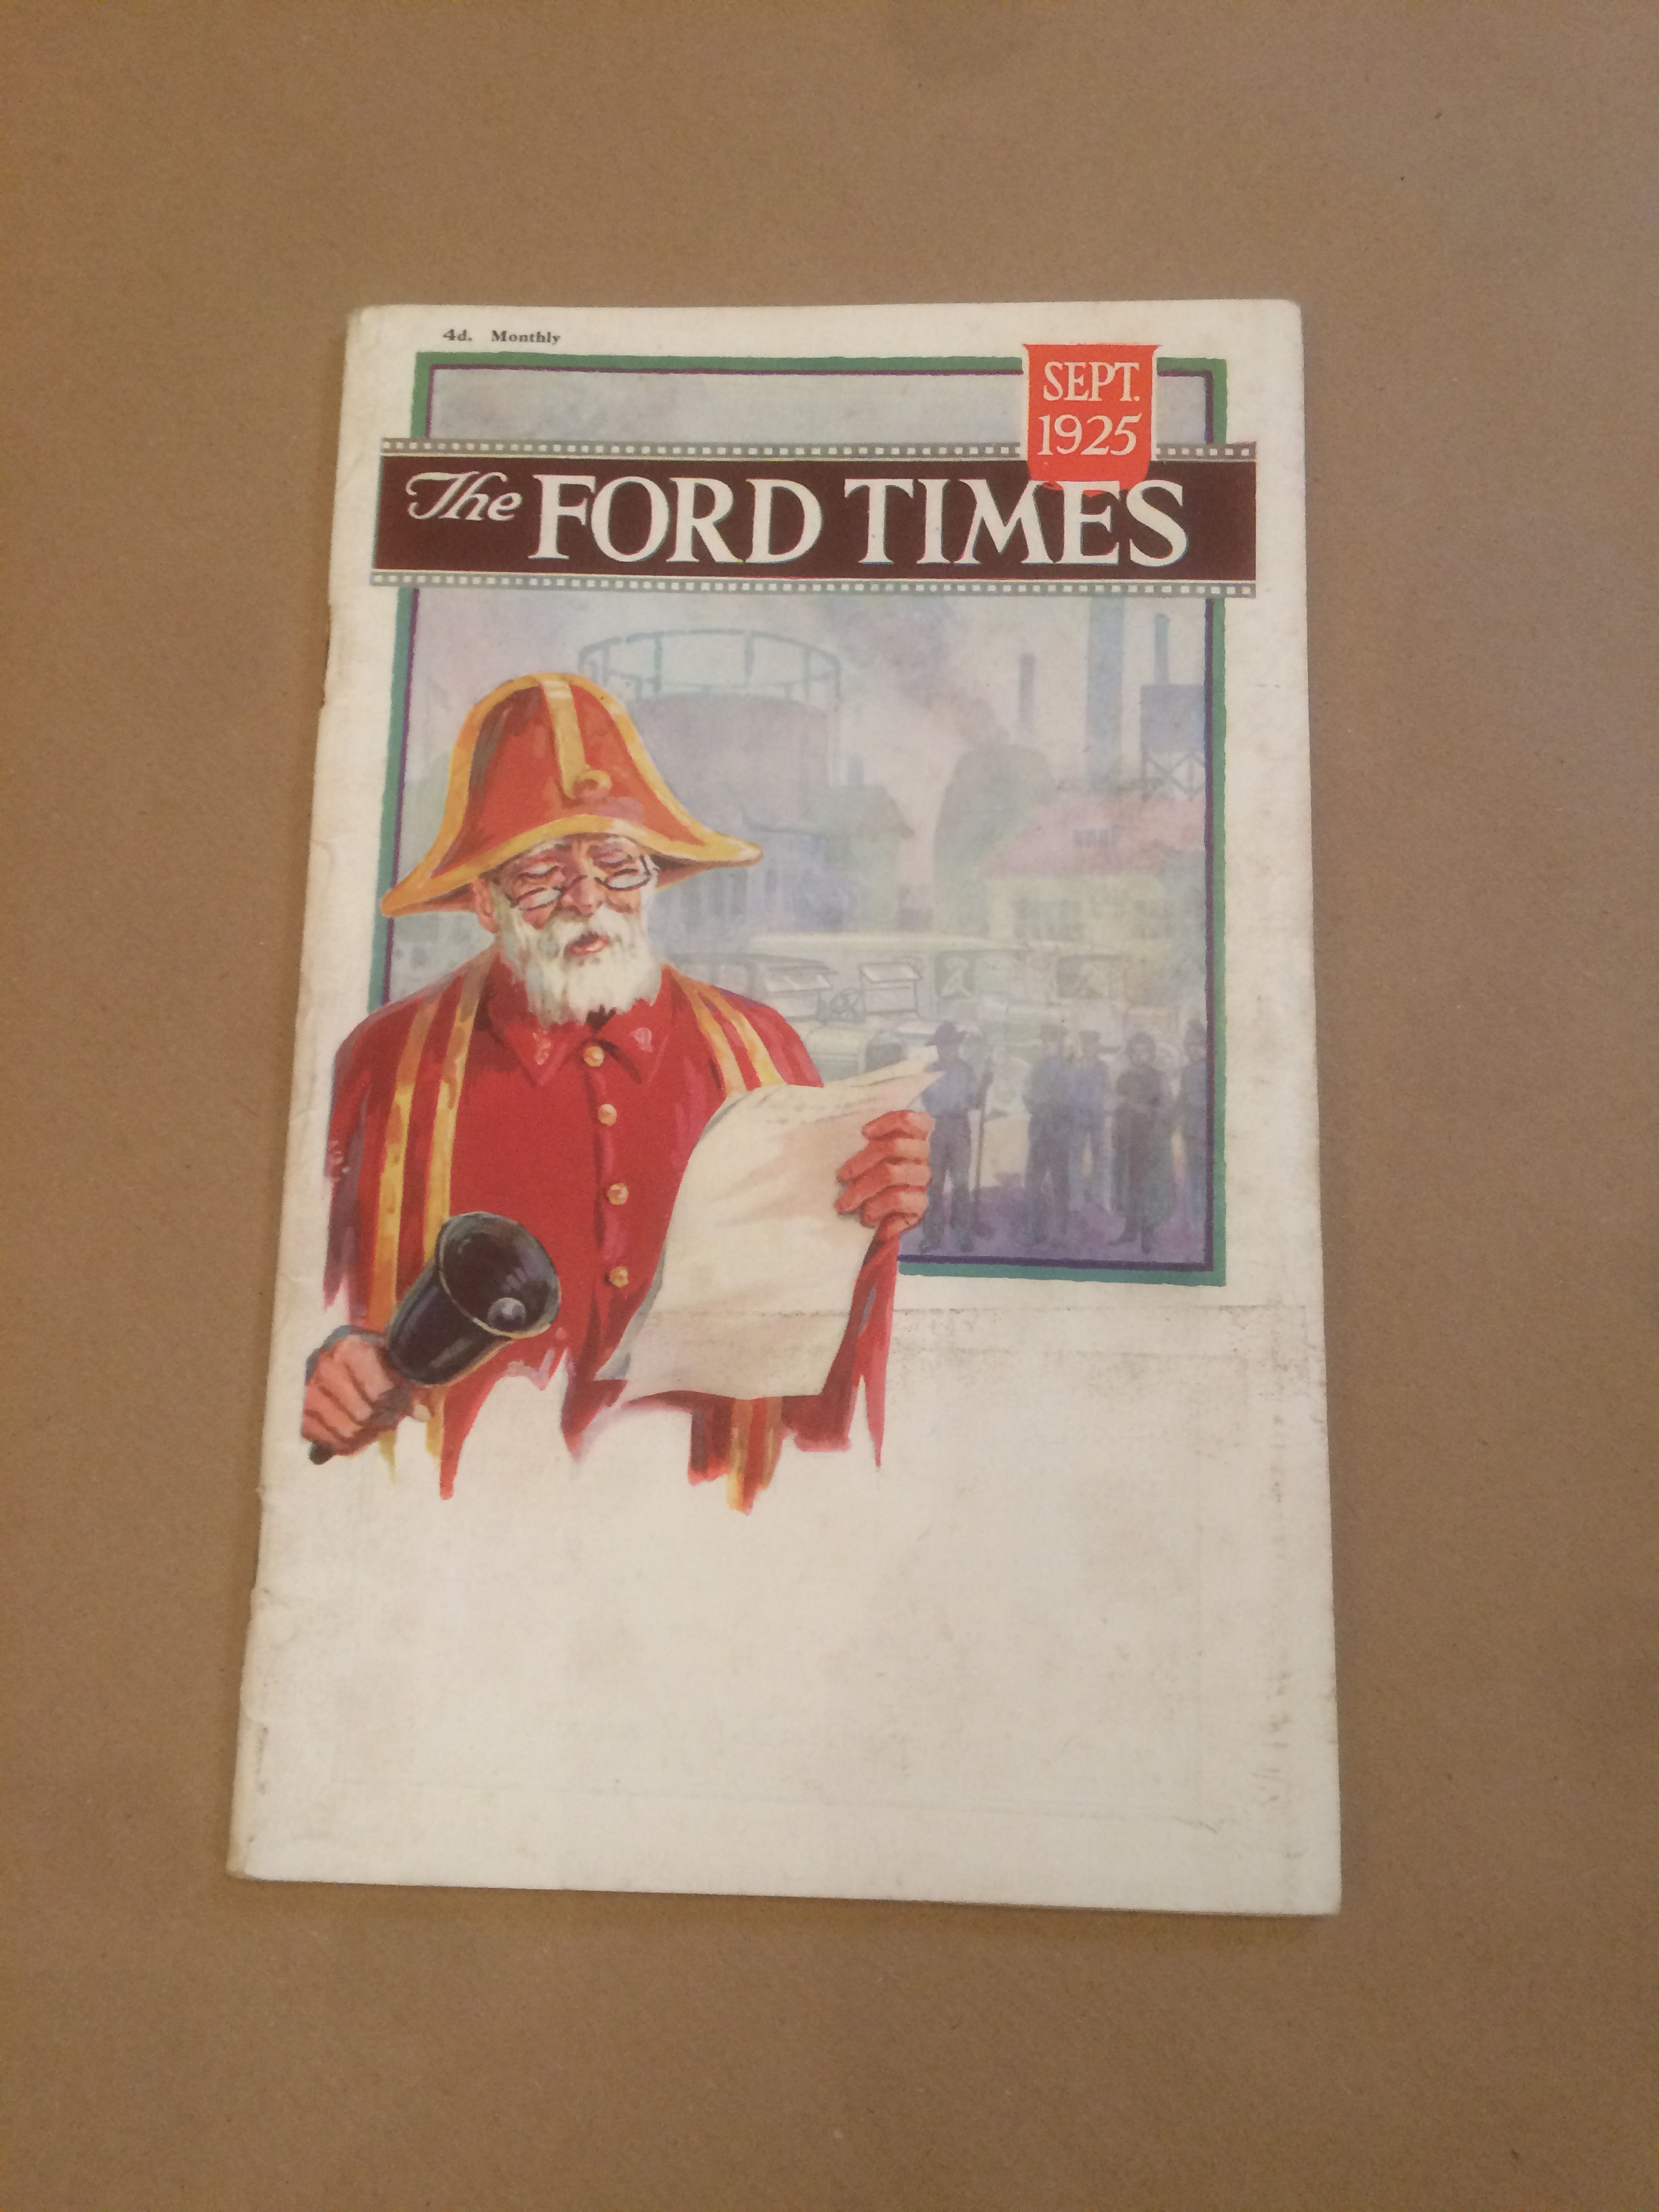 4d. Monthly
SEPT.
1925
The FORD TIMES